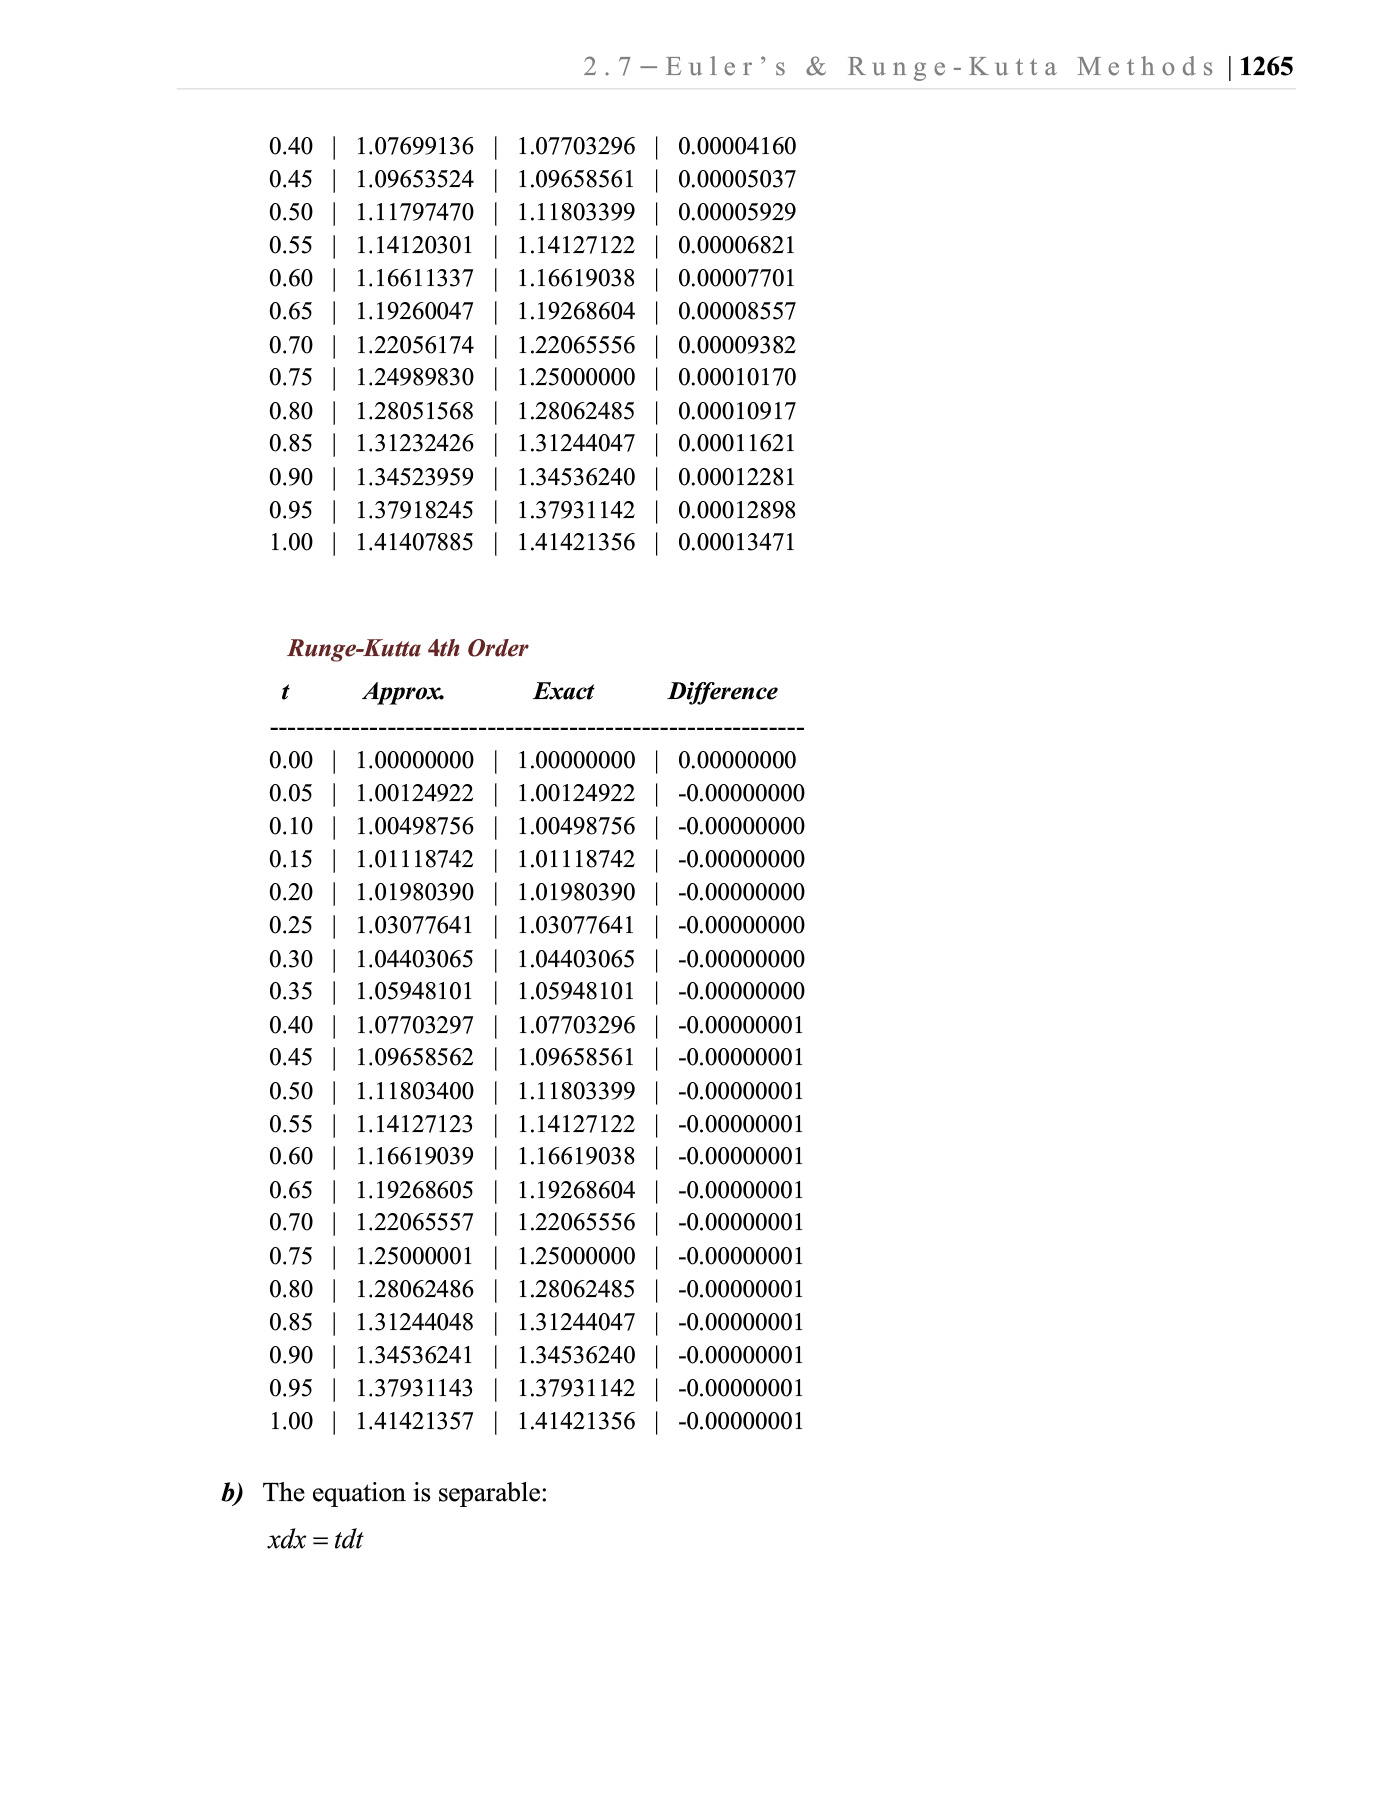 2.7 – Euler's & Runge-Kutta Methods | 1265
0.40 | 1.07699136 | 1.07703296 | 0.00004160
0.45 | 1.09653524 | 1.09658561 | 0.00005037
0.50 | 1.11797470 | 1.11803399 | 0.00005929
0.55 | 1.14120301 | 1.14127122 | 0.00006821
0.60 | 1.16611337 | 1.16619038 | 0.00007701
0.65 | 1.19260047 | 1.19268604 | 0.00008557
0.70 | 1.22056174 | 1.22065556 | 0.00009382
0.75 | 1.24989830 | 1.25000000 | 0.00010170
0.80 | 1.28051568 | 1.28062485 | 0.00010917
0.85 | 1.31232426 | 1.31244047 | 0.00011621
0.90 | 1.34523959 | 1.34536240 | 0.00012281
0.95 | 1.37918245 | 1.37931142 | 0.00012898
1.00 | 1.41407885 | 1.41421356 | 0.00013471
Runge-Kutta 4th Order
t Approx. Exact Difference
-----------------------------------------------------------
0.00 | 1.00000000 | 1.00000000 | 0.00000000
0.05 | 1.00124922 | 1.00124922 | -0.00000000
0.10 | 1.00498756 | 1.00498756 | -0.00000000
0.15 | 1.01118742 | 1.01118742 | -0.00000000
0.20 | 1.01980390 | 1.01980390 | -0.00000000
0.25 | 1.03077641 | 1.03077641 | -0.00000000
0.30 | 1.04403065 | 1.04403065 | -0.00000000
0.35 | 1.05948101 | 1.05948101 | -0.00000000
0.40 | 1.07703297 | 1.07703296 | -0.00000001
0.45 | 1.09658562 | 1.09658561 | -0.00000001
0.50 | 1.11803400 | 1.11803399 | -0.00000001
0.55 | 1.14127123 | 1.14127122 | -0.00000001
0.60 | 1.16619039 | 1.16619038 | -0.00000001
0.65 | 1.19268605 | 1.19268604 | -0.00000001
0.70 | 1.22065557 | 1.22065556 | -0.00000001
0.75 | 1.25000001 | 1.25000000 | -0.00000001
0.80 | 1.28062486 | 1.28062485 | -0.00000001
0.85 | 1.31244048 | 1.31244047 | -0.00000001
0.90 | 1.34536241 | 1.34536240 | -0.00000001
0.95 | 1.37931143 | 1.37931142 | -0.00000001
1.00 | 1.41421357 | 1.41421356 | -0.00000001
b) The equation is separable:
xdx = tdt